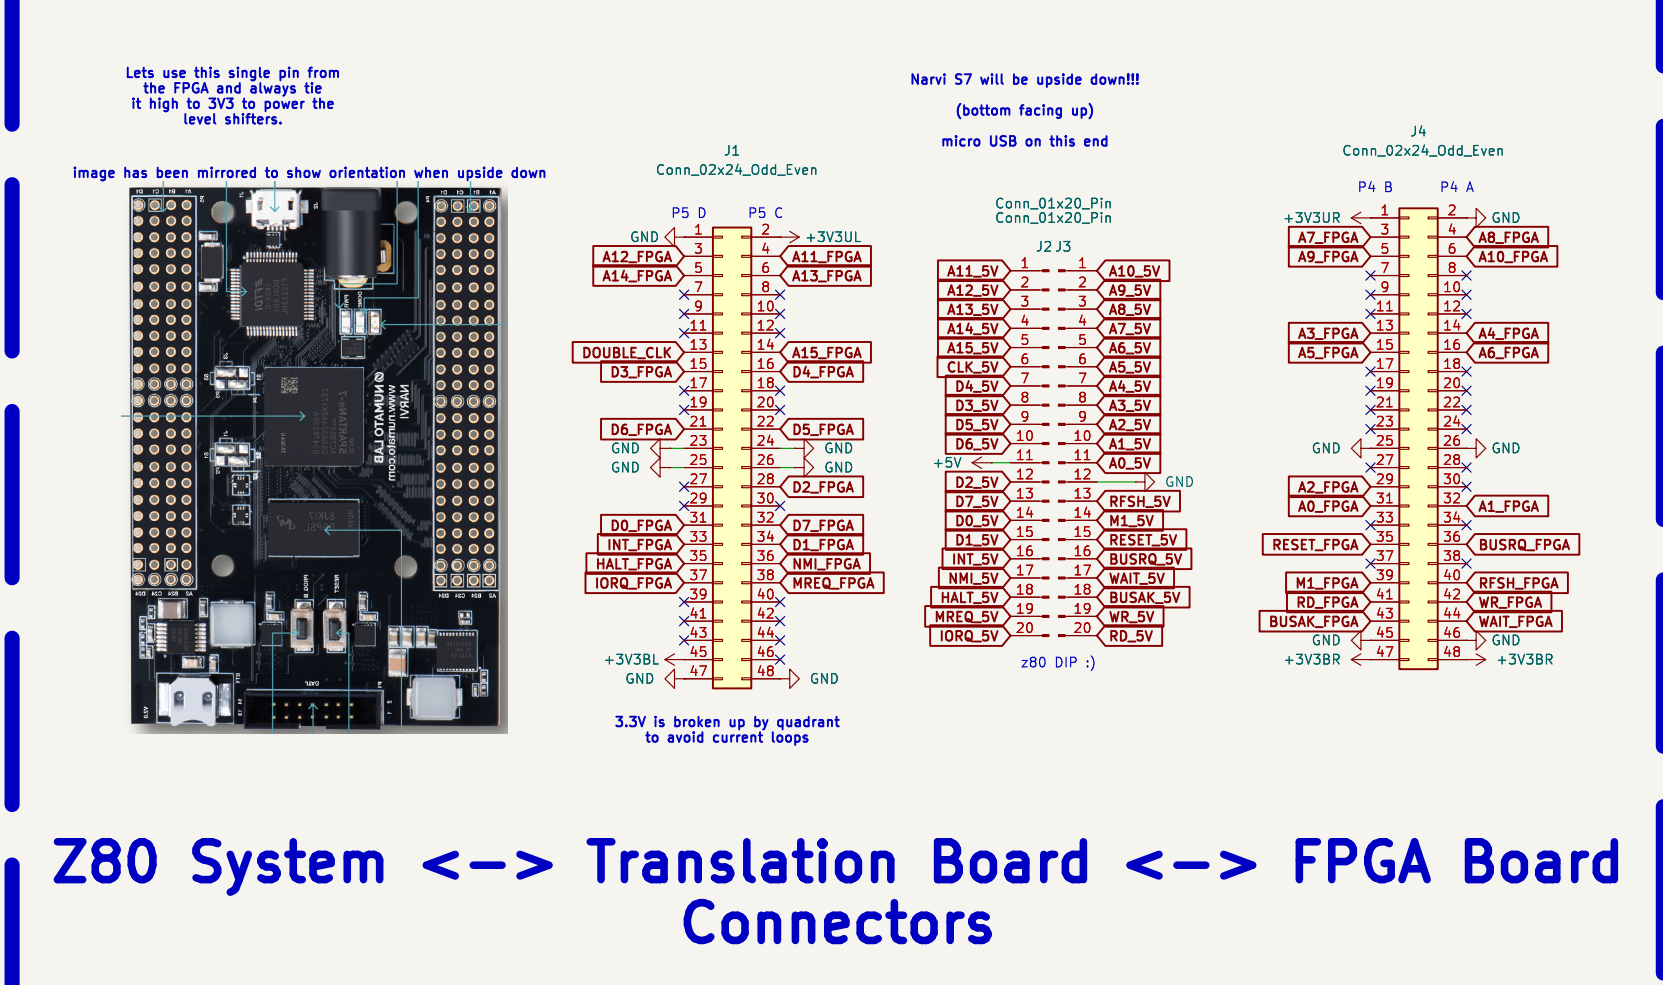 Lets use this single pin from
the FPGA and always tie
it high to 3V3 to power the
level shifters.
image has been mirrored to show orientation when upside down
NUMATO LAB
www.numato.com
NARVI
FTDI
SPARTAN-7
RESET
J1
Conn_02x24_Odd_Even
P5 D P5 C
GND 1 2 +3V3UL
A12_FPGA 3 4 A11_FPGA
A14_FPGA 5 6 A13_FPGA
7 8
9 10
11 12
DOUBLE_CLK 13 14 A15_FPGA
D3_FPGA 15 16 D4_FPGA
17 18
19 20
D6_FPGA 21 22 D5_FPGA
GND 23 24 GND
GND 25 26 GND
27 28 D2_FPGA
29 30
D0_FPGA 31 32 D7_FPGA
INT_FPGA 33 34 D1_FPGA
HALT_FPGA 35 36 NMI_FPGA
IORQ_FPGA 37 38 MREQ_FPGA
39 40
41 42
43 44
+3V3BL 45 46
GND 47 48 GND
3.3V is broken up by quadrant
to avoid current loops
Narvi S7 will be upside down!!!
(bottom facing up)
micro USB on this end
Conn_01x20_Pin
Conn_01x20_Pin
J2 J3
A11_5V 1 1 A10_5V
A12_5V 2 2 A9_5V
A13_5V 3 3 A8_5V
A14_5V 4 4 A7_5V
A15_5V 5 5 A6_5V
CLK_5V 6 6 A5_5V
D4_5V 7 7 A4_5V
D3_5V 8 8 A3_5V
D5_5V 9 9 A2_5V
D6_5V 10 10 A1_5V
+5V 11 11 A0_5V
D2_5V 12 12 GND
D7_5V 13 13 RFSH_5V
D0_5V 14 14 M1_5V
D1_5V 15 15 RESET_5V
INT_5V 16 16 BUSRQ_5V
NMI_5V 17 17 WAIT_5V
HALT_5V 18 18 BUSAK_5V
MREQ_5V 19 19 WR_5V
IORQ_5V 20 20 RD_5V
z80 DIP :)
J4
Conn_02x24_Odd_Even
P4 B P4 A
+3V3UR 1 2 GND
A7_FPGA 3 4 A8_FPGA
A9_FPGA 5 6 A10_FPGA
7 8
9 10
11 12
A3_FPGA 13 14 A4_FPGA
A5_FPGA 15 16 A6_FPGA
17 18
19 20
21 22
23 24
GND 25 26 GND
27 28
A2_FPGA 29 30
A0_FPGA 31 32 A1_FPGA
33 34
RESET_FPGA 35 36 BUSRQ_FPGA
37 38
M1_FPGA 39 40 RFSH_FPGA
RD_FPGA 41 42 WR_FPGA
BUSAK_FPGA 43 44 WAIT_FPGA
GND 45 46 GND
+3V3BR 47 48 +3V3BR
Z80 System <-> Translation Board <-> FPGA Board
Connectors